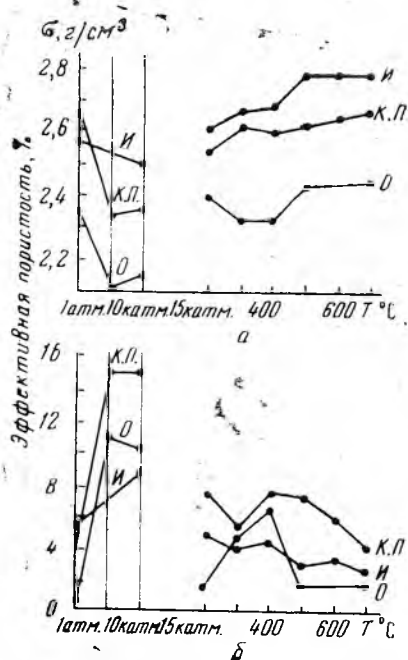 б, г/см³
2,8
2,6
2,4
2,2
И
К.П.
О
И
К.П.
О
1атм.10катм.15катм. 400 600 T °C
а
Эффективная пористость, %
16
12
8
4
0
К.П.
О
И
К.П.
И
О
1атм.10катм.15катм. 400 600 T °C
б